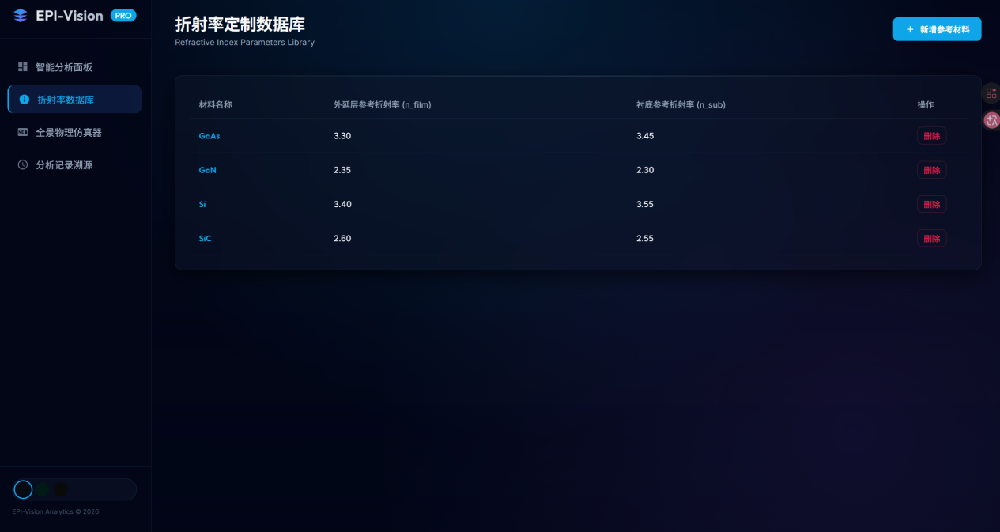 EPI-Vision PRO
智能分析面板
折射率数据库
全景物理仿真器
分析记录溯源
EPI-Vision Analytics © 2026
折射率定制数据库
Refractive Index Parameters Library
+ 新增参考材料
材料名称 外延层参考折射率 (n_film) 衬底参考折射率 (n_sub) 操作
GaAs 3.30 3.45 删除
GaN 2.35 2.30 删除
Si 3.40 3.55 删除
SiC 2.60 2.55 删除